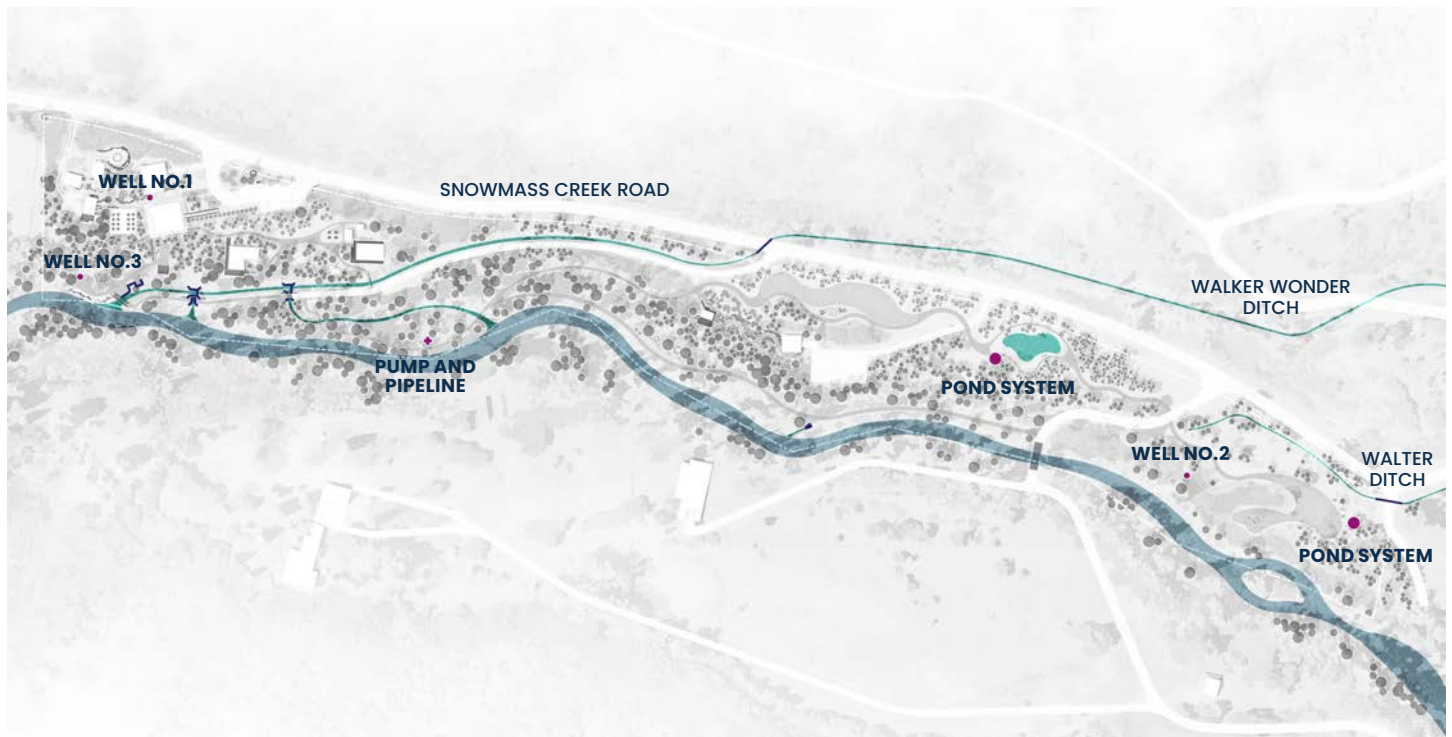 WELL NO.1
SNOWMASS CREEK ROAD
WELL NO.3
WALKER WONDER
DITCH
PUMP AND
PIPELINE
POND SYSTEM
WELL NO.2
WALTER
DITCH
POND SYSTEM